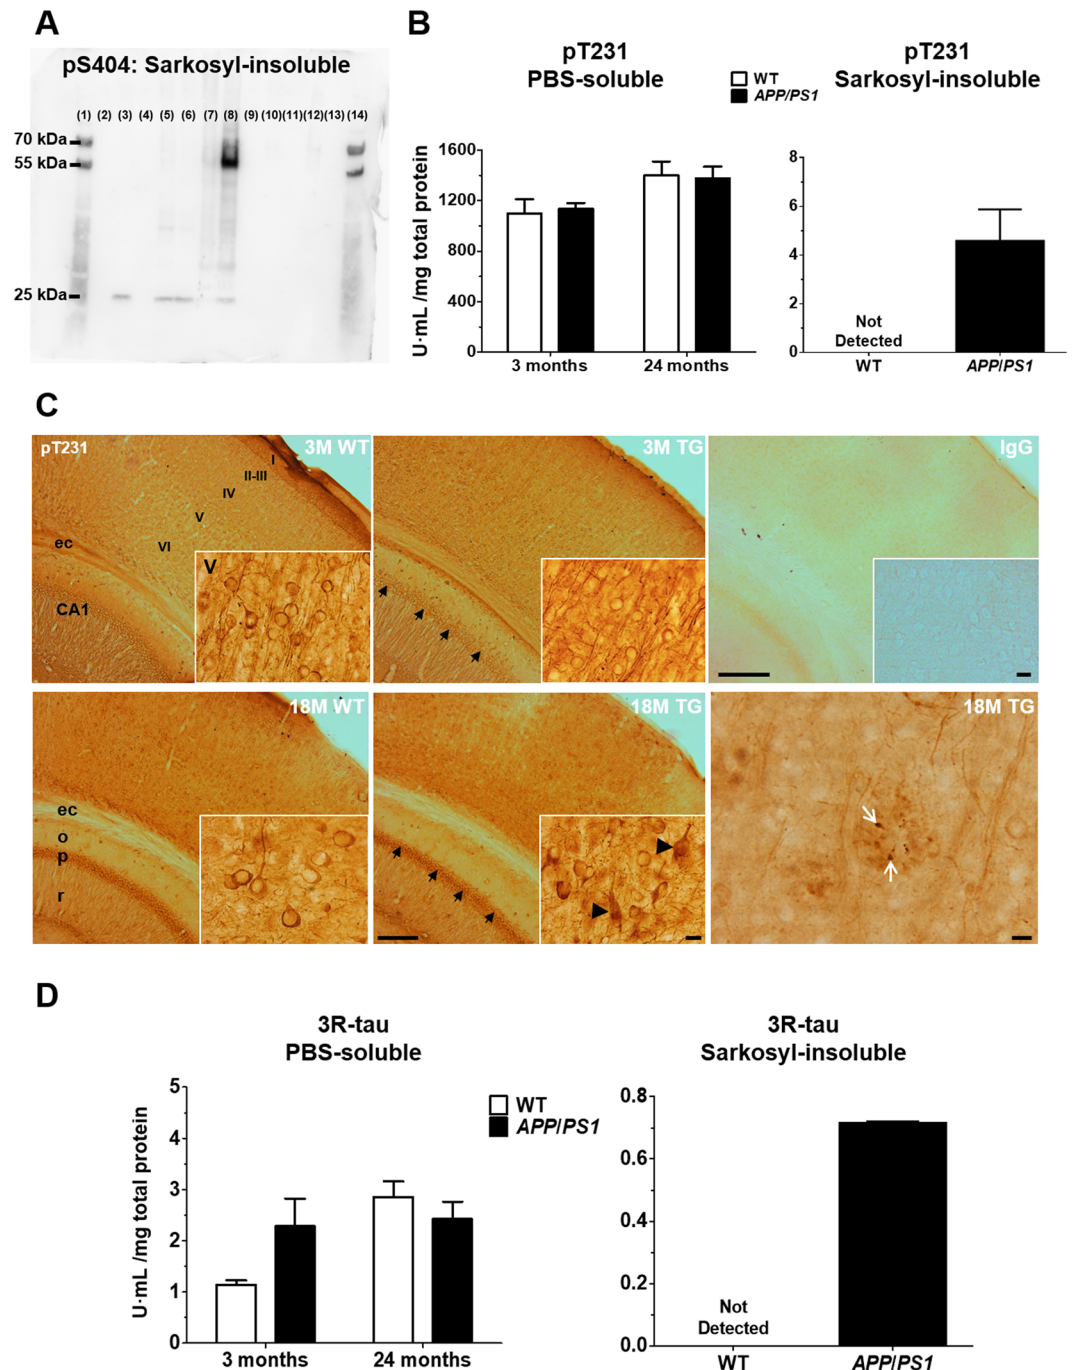 A
pS404: Sarkosyl-insoluble
(1) (2) (3) (4) (5) (6) (7) (8) (9) (10) (11) (12) (13) (14)
70 kDa
55 kDa
25 kDa
B
pT231
PBS-soluble
WT
APP/PS1
pT231
Sarkosyl-insoluble
U·mL /mg total protein
1600
1200
800
400
0
3 months
24 months
8
6
4
2
0
Not
Detected
WT
APP/PS1
C
pT231
3M WT
I
II-III
IV
V
VI
ec
CA1
V
3M TG
IgG
18M WT
ec
o
p
r
18M TG
18M TG
D
3R-tau
PBS-soluble
WT
APP/PS1
3R-tau
Sarkosyl-insoluble
U·mL /mg total protein
5
4
3
2
1
0
3 months
24 months
0.8
0.6
0.4
0.2
0.0
Not
Detected
WT
APP/PS1